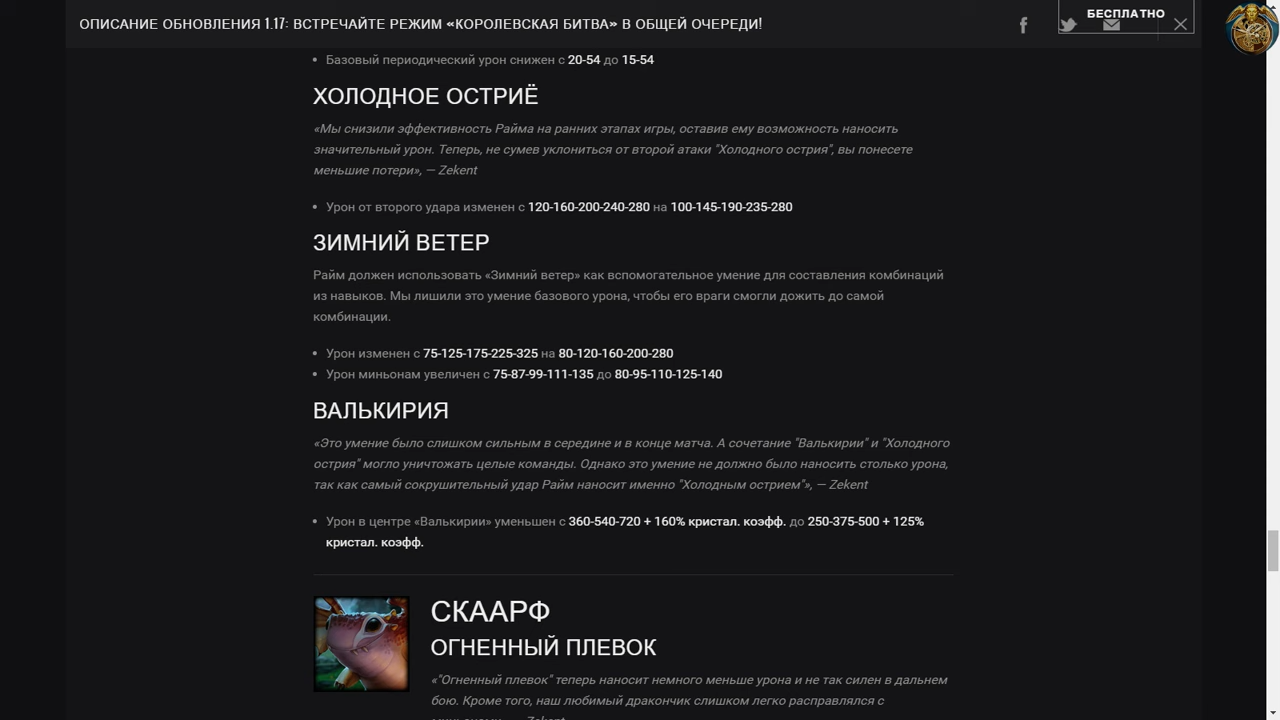 ОПИСАНИЕ ОБНОВЛЕНИЯ 1.17: ВСТРЕЧАЙТЕ РЕЖИМ «КОРОЛЕВСКАЯ БИТВА» В ОБЩЕЙ ОЧЕРЕДИ!
БЕСПЛАТНО
• Базовый периодический урон снижен с 20-54 до 15-54
ХОЛОДНОЕ ОСТРИЁ
«Мы снизили эффективность Райма на ранних этапах игры, оставив ему возможность наносить
значительный урон. Теперь, не сумев уклониться от второй атаки "Холодного острия", вы понесете
меньшие потери», — Zekent
• Урон от второго удара изменен с 120-160-200-240-280 на 100-145-190-235-280
ЗИМНИЙ ВЕТЕР
Райм должен использовать «Зимний ветер» как вспомогательное умение для составления комбинаций
из навыков. Мы лишили это умение базового урона, чтобы его враги смогли дожить до самой
комбинации.
• Урон изменен с 75-125-175-225-325 на 80-120-160-200-280
• Урон миньонам увеличен с 75-87-99-111-135 до 80-95-110-125-140
ВАЛЬКИРИЯ
«Это умение было слишком сильным в середине и в конце матча. А сочетание "Валькирии" и "Холодного
острия" могло уничтожать целые команды. Однако это умение не должно было наносить столько урона,
так как самый сокрушительный удар Райм наносит именно "Холодным острием"», — Zekent
• Урон в центре «Валькирии» уменьшен с 360-540-720 + 160% кристал. коэфф. до 250-375-500 + 125%
кристал. коэфф.
СКААРФ
ОГНЕННЫЙ ПЛЕВОК
«"Огненный плевок" теперь наносит немного меньше урона и не так силен в дальнем
бою. Кроме того, наш любимый дракончик слишком легко расправлялся с